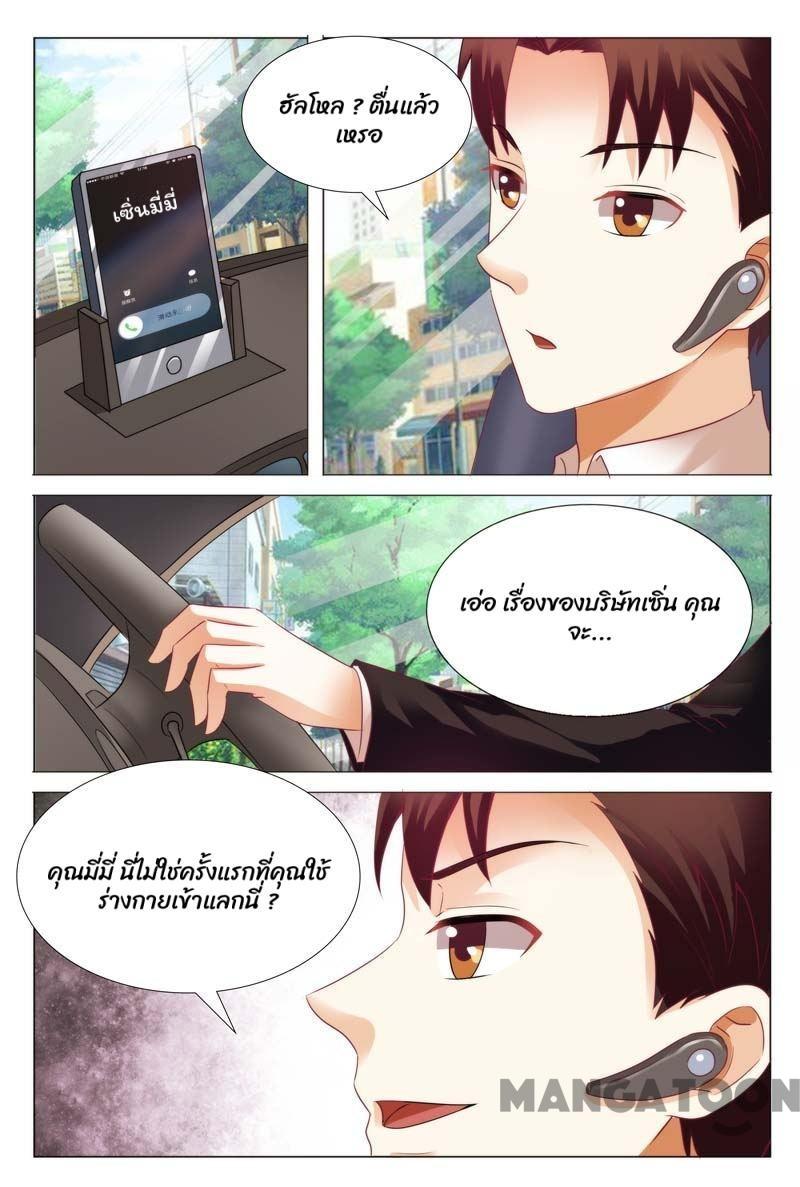 เซิ่นมี่มี่
ฮัลโหล ? ตื่นแล้ว
เหรอ
เอ่อ เรื่องของบริษัทเซิ่น คุณ
จะ...
คุณมี่มี่ นี่ไม่ใช่ครั้งแรกที่คุณใช้
ร่างกายเข้าแลกนี่ ?
MANGATOON